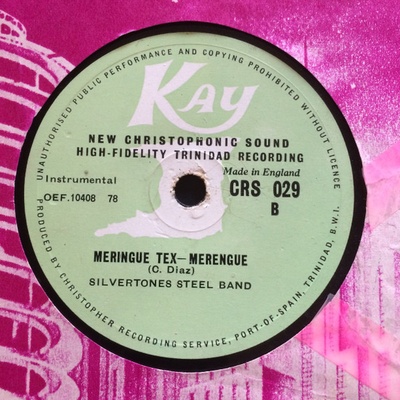 UNAUTHORISED PUBLIC PERFORMANCE AND COPYING PROHIBITED WITHOUT LICENCE
KAY
NEW CHRISTOPHONIC SOUND
HIGH-FIDELITY TRINIDAD RECORDING
Made in England
Instrumental
CRS 029
OEF.10408 78
B
MERINGUE TEX—MERENGUE
(C. Diaz)
SILVERTONES STEEL BAND
PRODUCED BY CHRISTOPHER RECORDING SERVICE, PORT-OF-SPAIN, TRINIDAD, B.W.I.